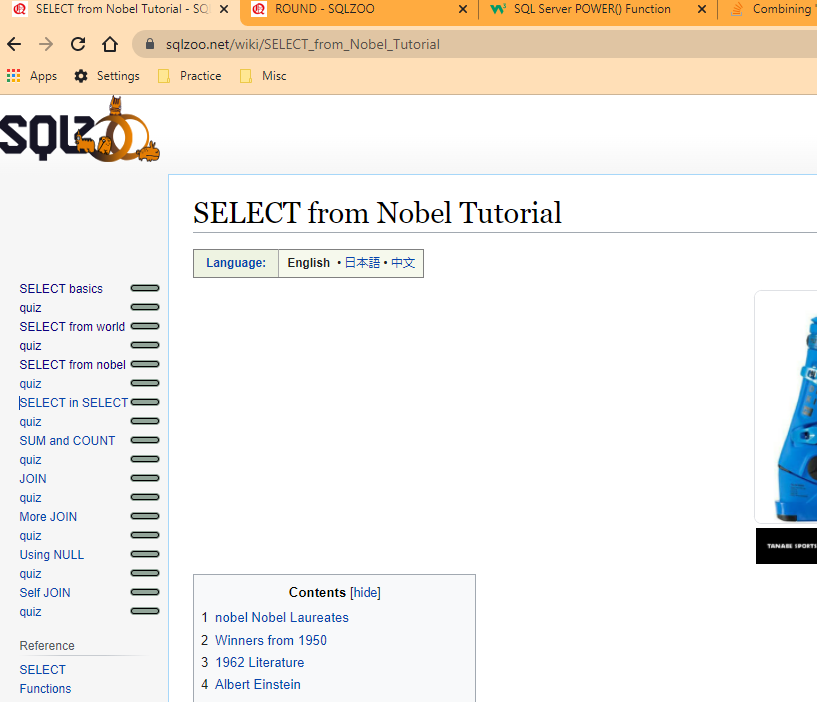 SELECT from Nobel Tutorial - SQ
ROUND - SQLZOO
SQL Server POWER() Function
Combining
sqlzoo.net/wiki/SELECT_from_Nobel_Tutorial
Apps
Settings
Practice
Misc
SQLZOO
SELECT from Nobel Tutorial
Language: English • 日本語 • 中文
SELECT basics
quiz
SELECT from world
quiz
SELECT from nobel
quiz
SELECT in SELECT
quiz
SUM and COUNT
quiz
JOIN
quiz
More JOIN
quiz
Using NULL
quiz
Self JOIN
quiz
Reference
SELECT
Functions
TANABE SPORTS
Contents [hide]
1 nobel Nobel Laureates
2 Winners from 1950
3 1962 Literature
4 Albert Einstein